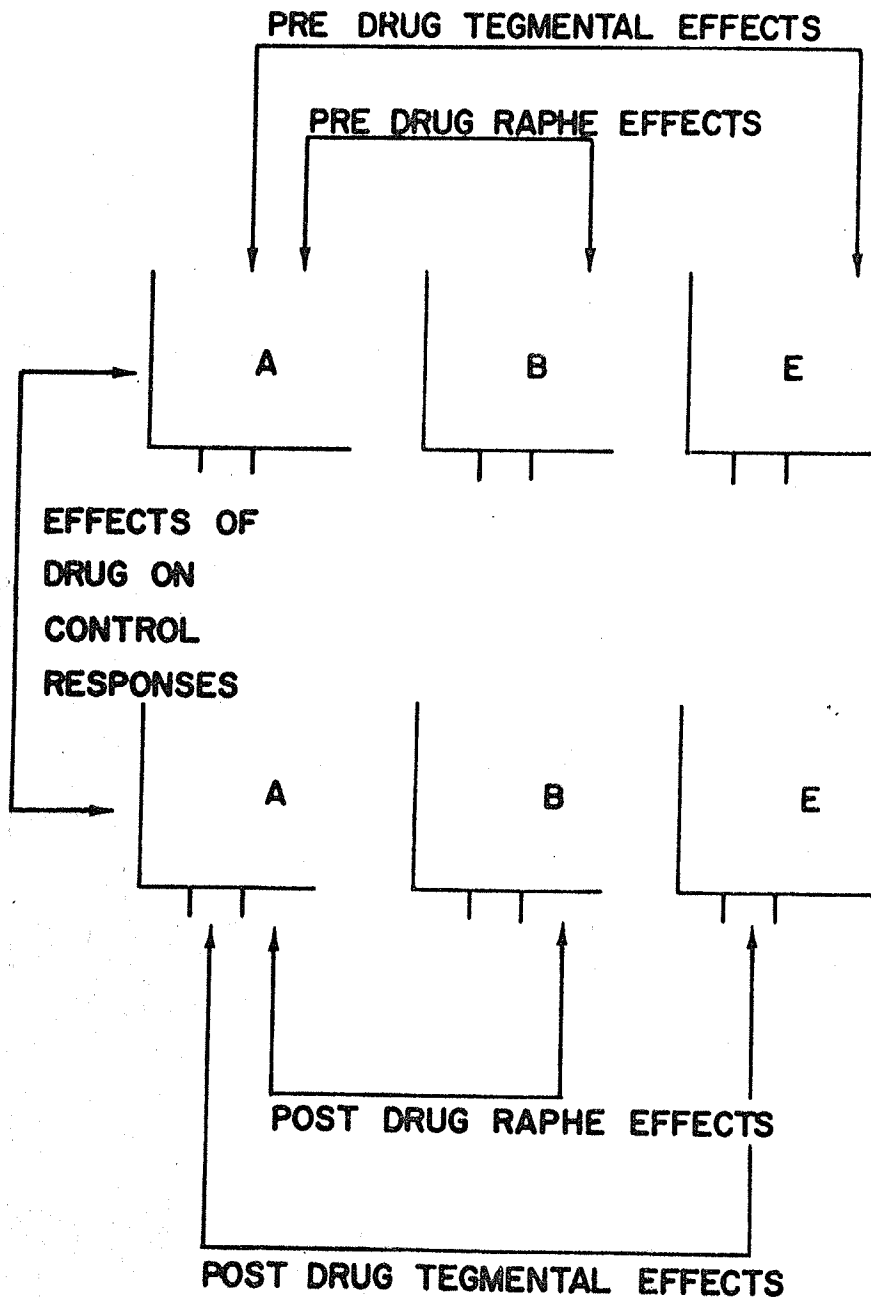 PRE DRUG TEGMENTAL EFFECTS
PRE DRUG RAPHE EFFECTS
A B E
EFFECTS OF
DRUG ON
CONTROL
RESPONSES
A B E
POST DRUG RAPHE EFFECTS
POST DRUG TEGMENTAL EFFECTS